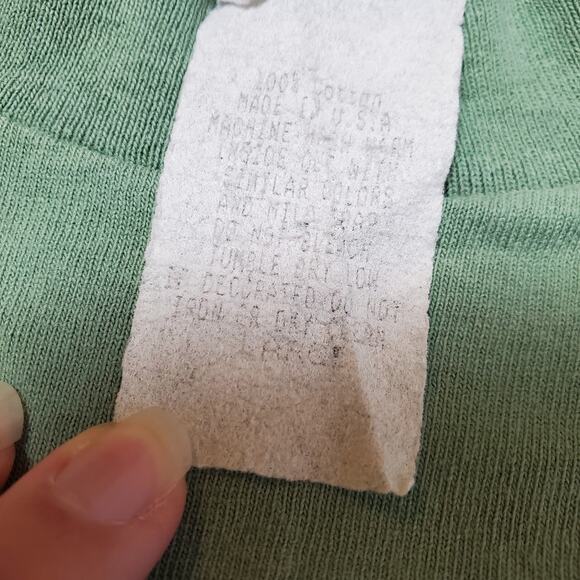 100% Cotton
MADE IN U.S.A
MACHINE WASH WARM
INSIDE OUT WITH
SIMILAR COLORS
AND MILD SOAP
DO NOT BLEACH
TUMBLE DRY LOW
IF DECORATED DO NOT
IRON OR DRY CLEAN
LARGE